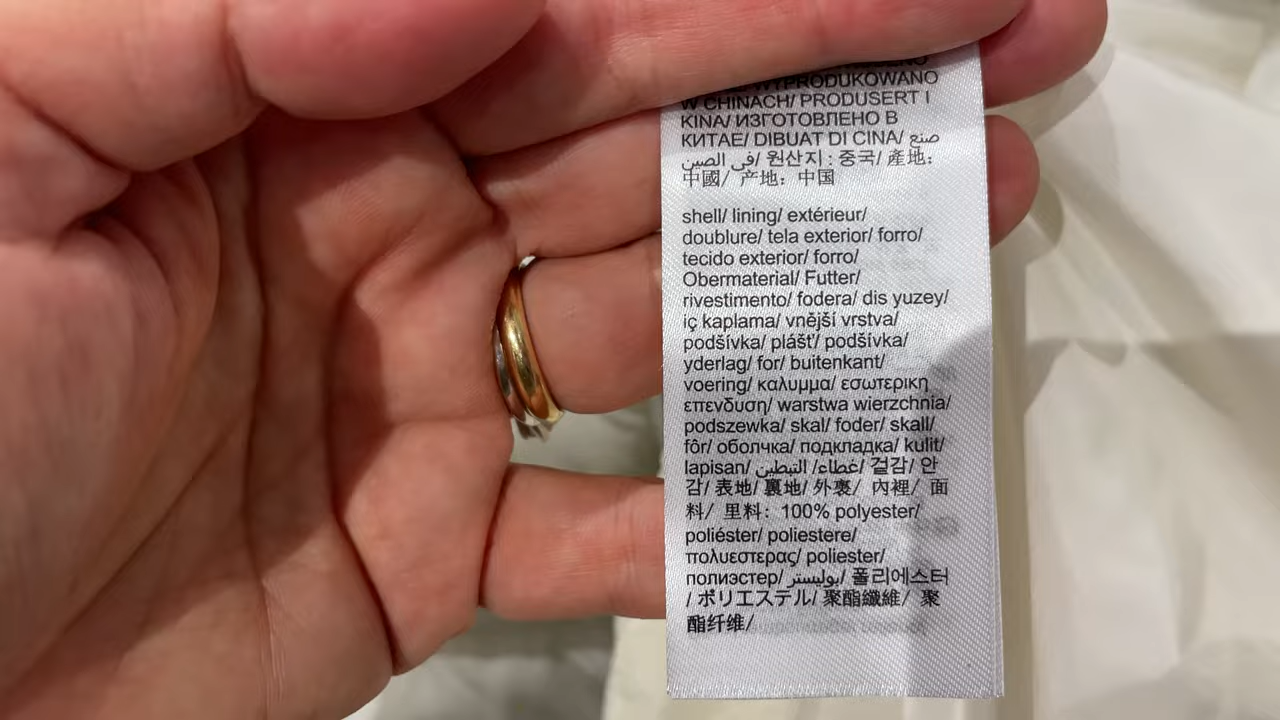 WYPRODUKOWANO
W CHINACH/ PRODUSERT I
KINA/ ИЗГОТОВЛЕНО В
КИТАЕ/ DIBUAT DI CINA/ صنع
في الصين/ 원산지 : 중국/ 產地:
中國/ 产地: 中国
shell/ lining/ extérieur/
doublure/ tela exterior/ forro/
tecido exterior/ forro/
Obermaterial/ Futter/
rivestimento/ fodera/ dis yuzey/
iç kaplama/ vnější vrstva/
podšívka/ plášť/ podšívka/
yderlag/ for/ buitenkant/
voering/ καλυμμα/ εσωτερικη
επενδυση/ warstwa wierzchnia/
podszewka/ skal/ foder/ skall/
fôr/ оболчка/ подкладка/ kulit/
lapisan/ غطاء/ التبطين/ 겉감/ 안
감/ 表地/ 裏地/ 外裹/ 內裡/ 面
料/ 里料: 100% polyester/
poliéster/ poliestere/
πολυεστερας/ poliester/
полиэстер/ بوليستر/ 폴리에스터
/ ポリエステル/ 聚酯纖維/ 聚
酯纤维/